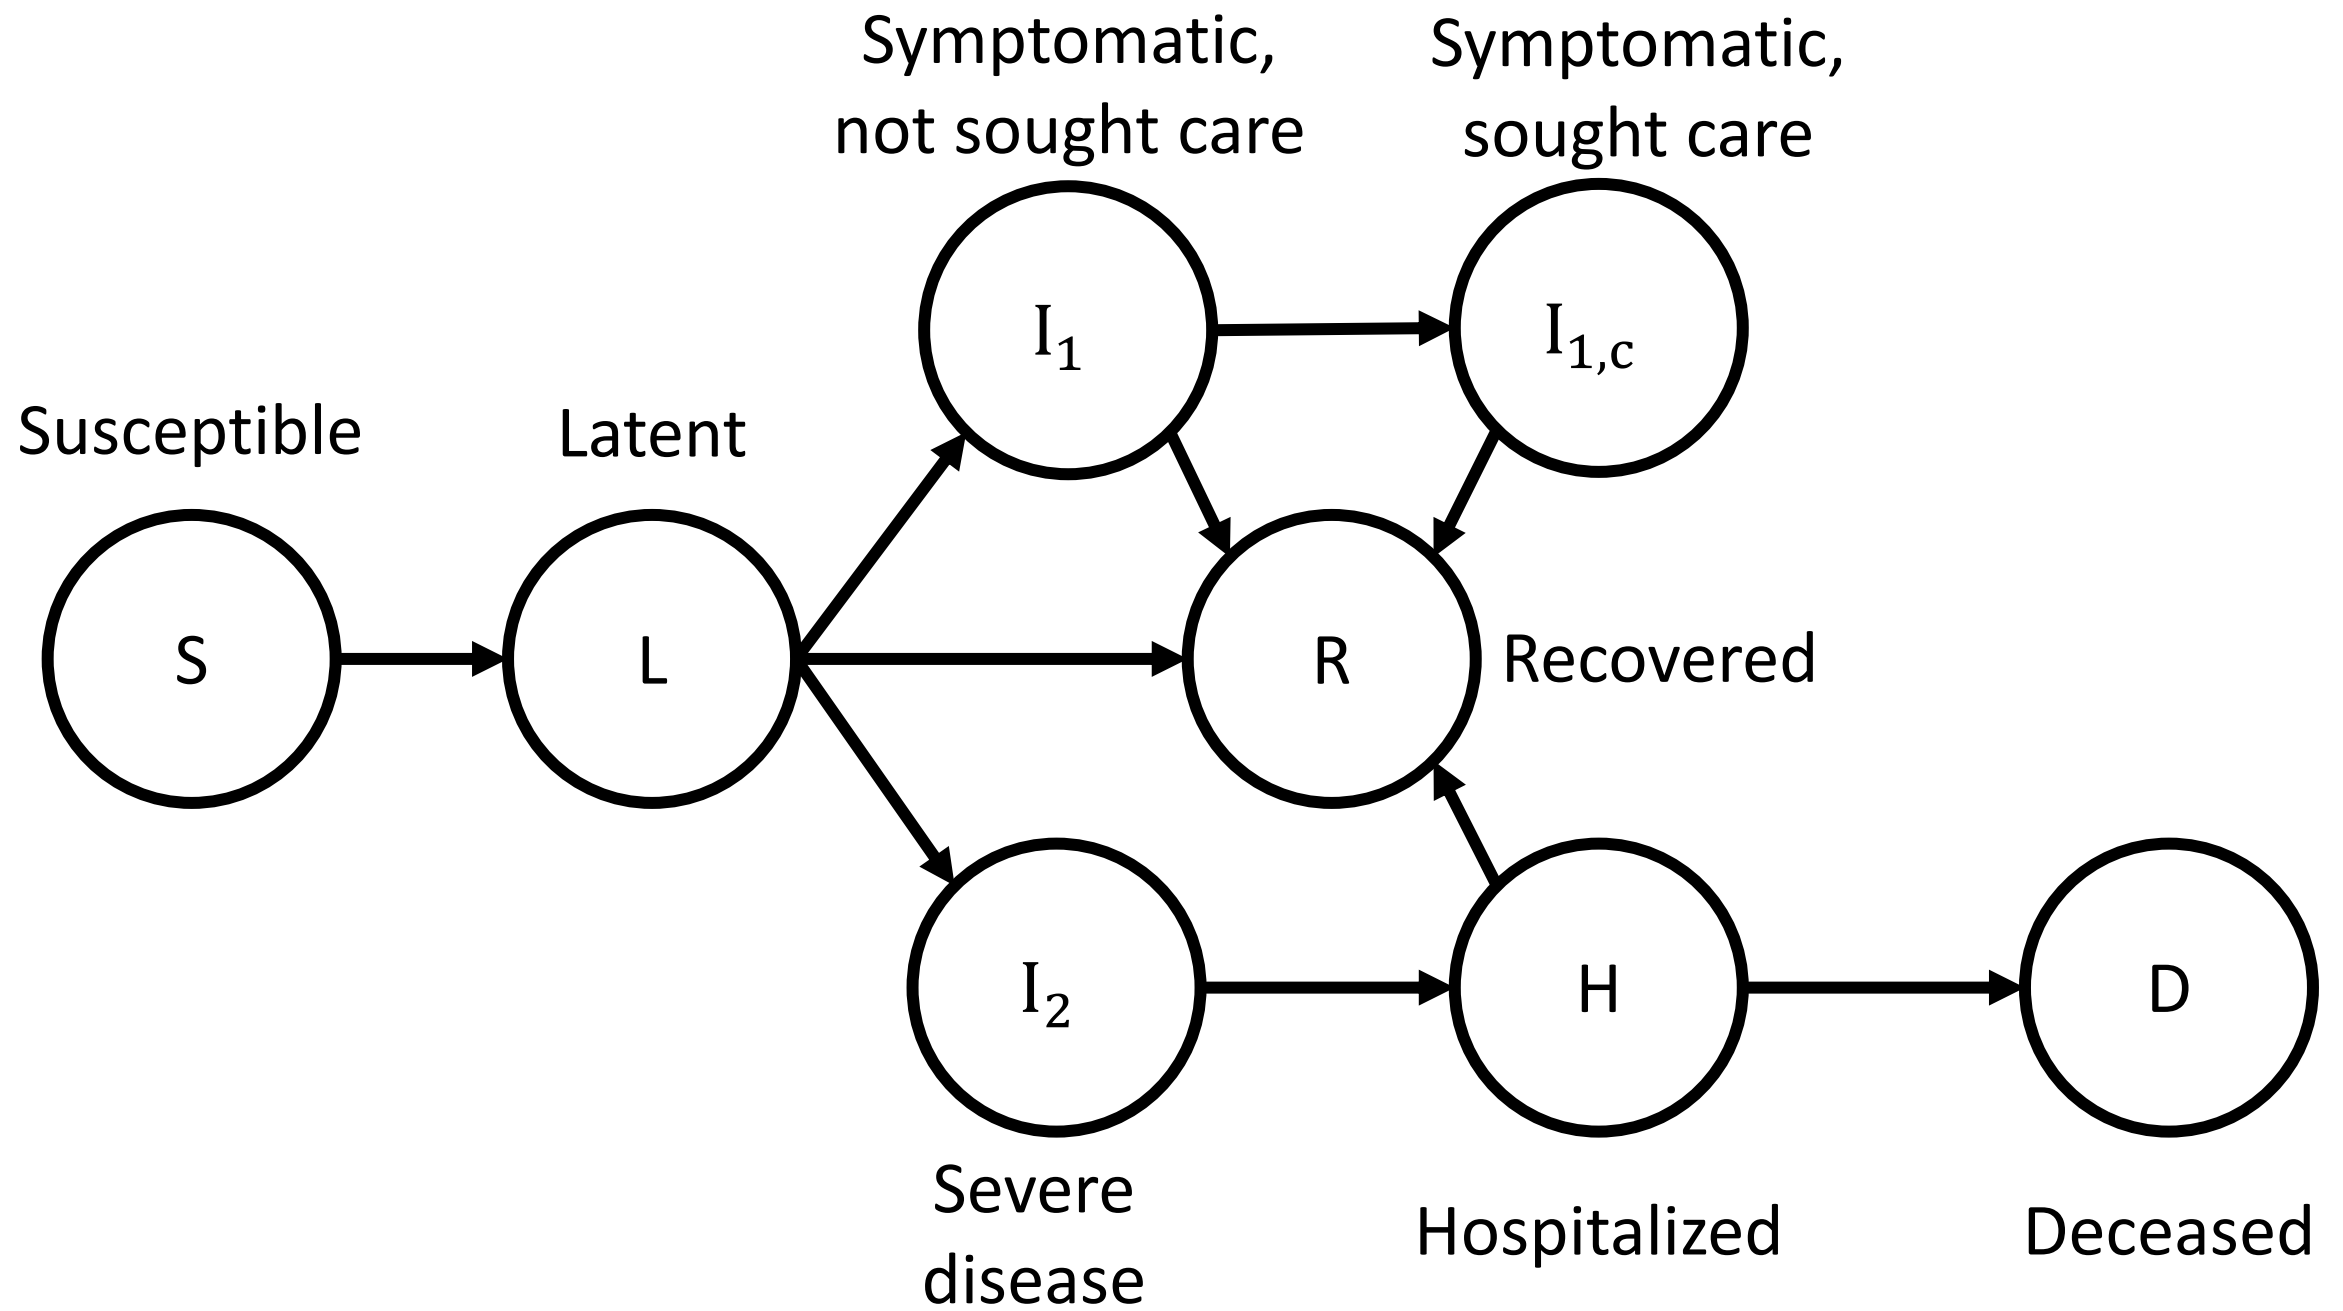 Symptomatic,
not sought care
Symptomatic,
sought care
I₁
I₁,c
Susceptible
Latent
S
L
R
Recovered
I₂
H
D
Severe
disease
Hospitalized
Deceased